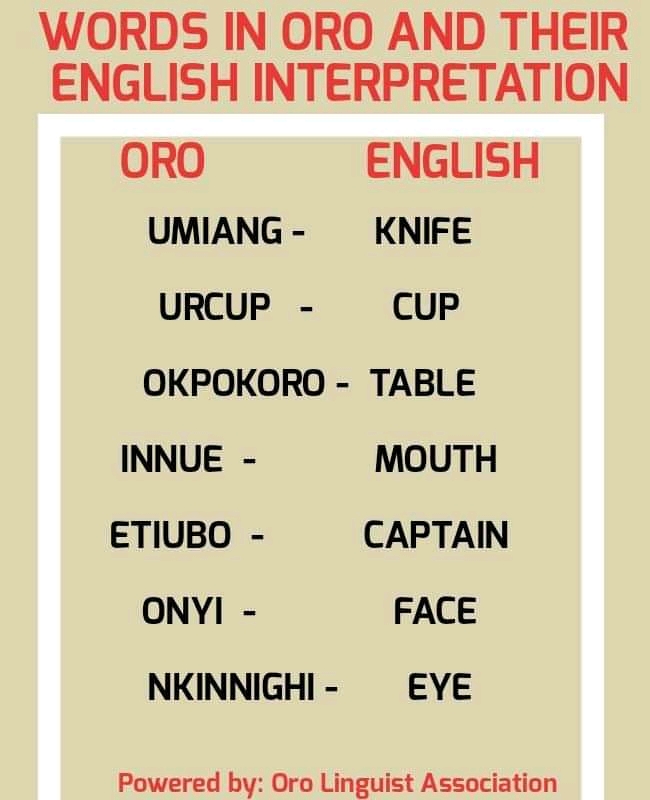 WORDS IN ORO AND THEIR
ENGLISH INTERPRETATION
ORO ENGLISH
UMIANG - KNIFE
URCUP - CUP
OKPOKORO - TABLE
INNUE - MOUTH
ETIUBO - CAPTAIN
ONYI - FACE
NKINNIGHI - EYE
Powered by: Oro Linguist Association